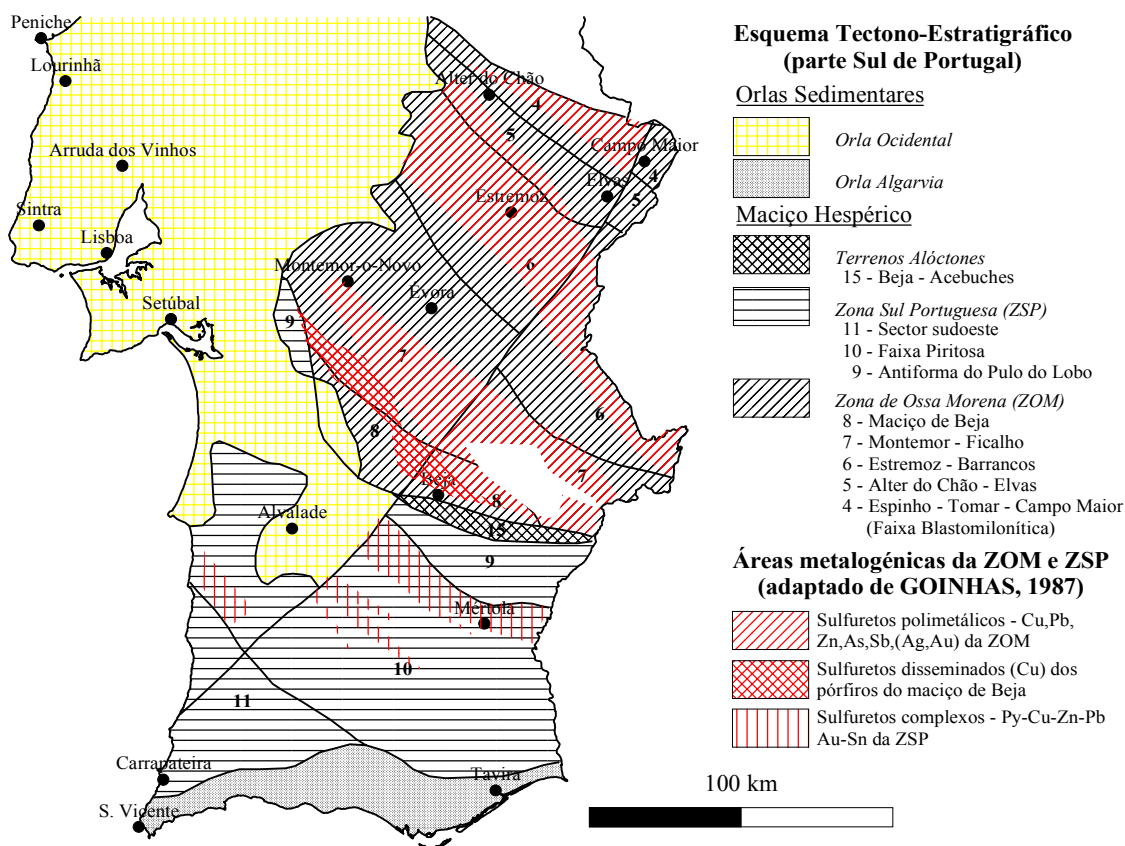 Peniche
Lourinhã
Alter do Chão
4
5
Arruda dos Vinhos
Campo Maior
4
Elvas
5
Estremoz
Sintra
Lisboa
Montemor-o-Novo
6
Évora
Setúbal
9
7
6
8
Beja
7
8
Alvalade
15
9
Mértola
10
11
Carrapateira
Tavira
S. Vicente
Esquema Tectono-Estratigráfico
(parte Sul de Portugal)
Orlas Sedimentares
Orla Ocidental
Orla Algarvia
Maciço Hespérico
Terrenos Alóctones
15 - Beja - Acebuches
Zona Sul Portuguesa (ZSP)
11 - Sector sudoeste
10 - Faixa Piritosa
9 - Antiforma do Pulo do Lobo
Zona de Ossa Morena (ZOM)
8 - Maciço de Beja
7 - Montemor - Ficalho
6 - Estremoz - Barrancos
5 - Alter do Chão - Elvas
4 - Espinho - Tomar - Campo Maior
(Faixa Blastomilonítica)
Áreas metalogénicas da ZOM e ZSP
(adaptado de GOINHAS, 1987)
Sulfuretos polimetálicos - Cu,Pb,
Zn,As,Sb,(Ag,Au) da ZOM
Sulfuretos disseminados (Cu) dos
pórfiros do maciço de Beja
Sulfuretos complexos - Py-Cu-Zn-Pb
Au-Sn da ZSP
100 km